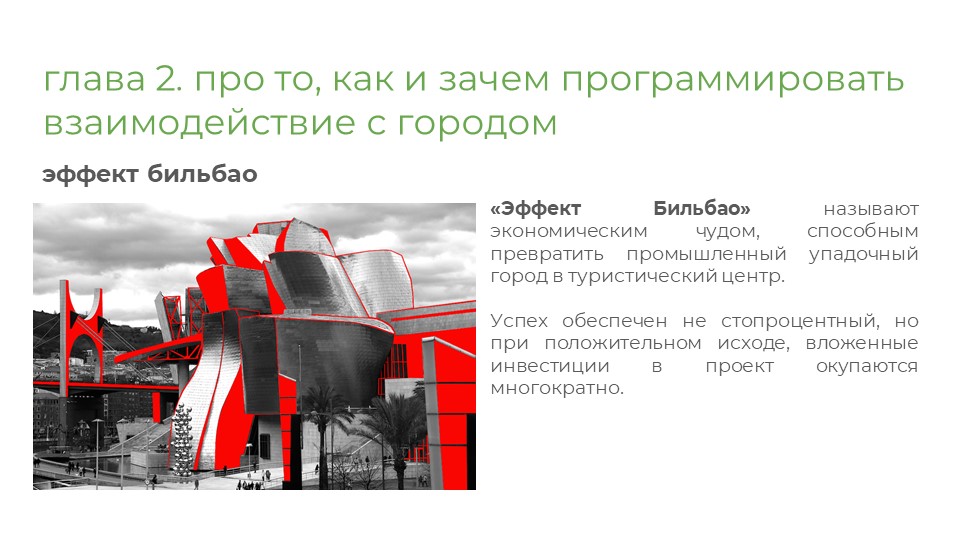 глава 2. про то, как и зачем программировать
взаимодействие с городом
эффект бильбао
«Эффект Бильбао» называют
экономическим чудом, способным
превратить промышленный упадочный
город в туристический центр.
Успех обеспечен не стопроцентный, но
при положительном исходе, вложенные
инвестиции в проект окупаются
многократно.